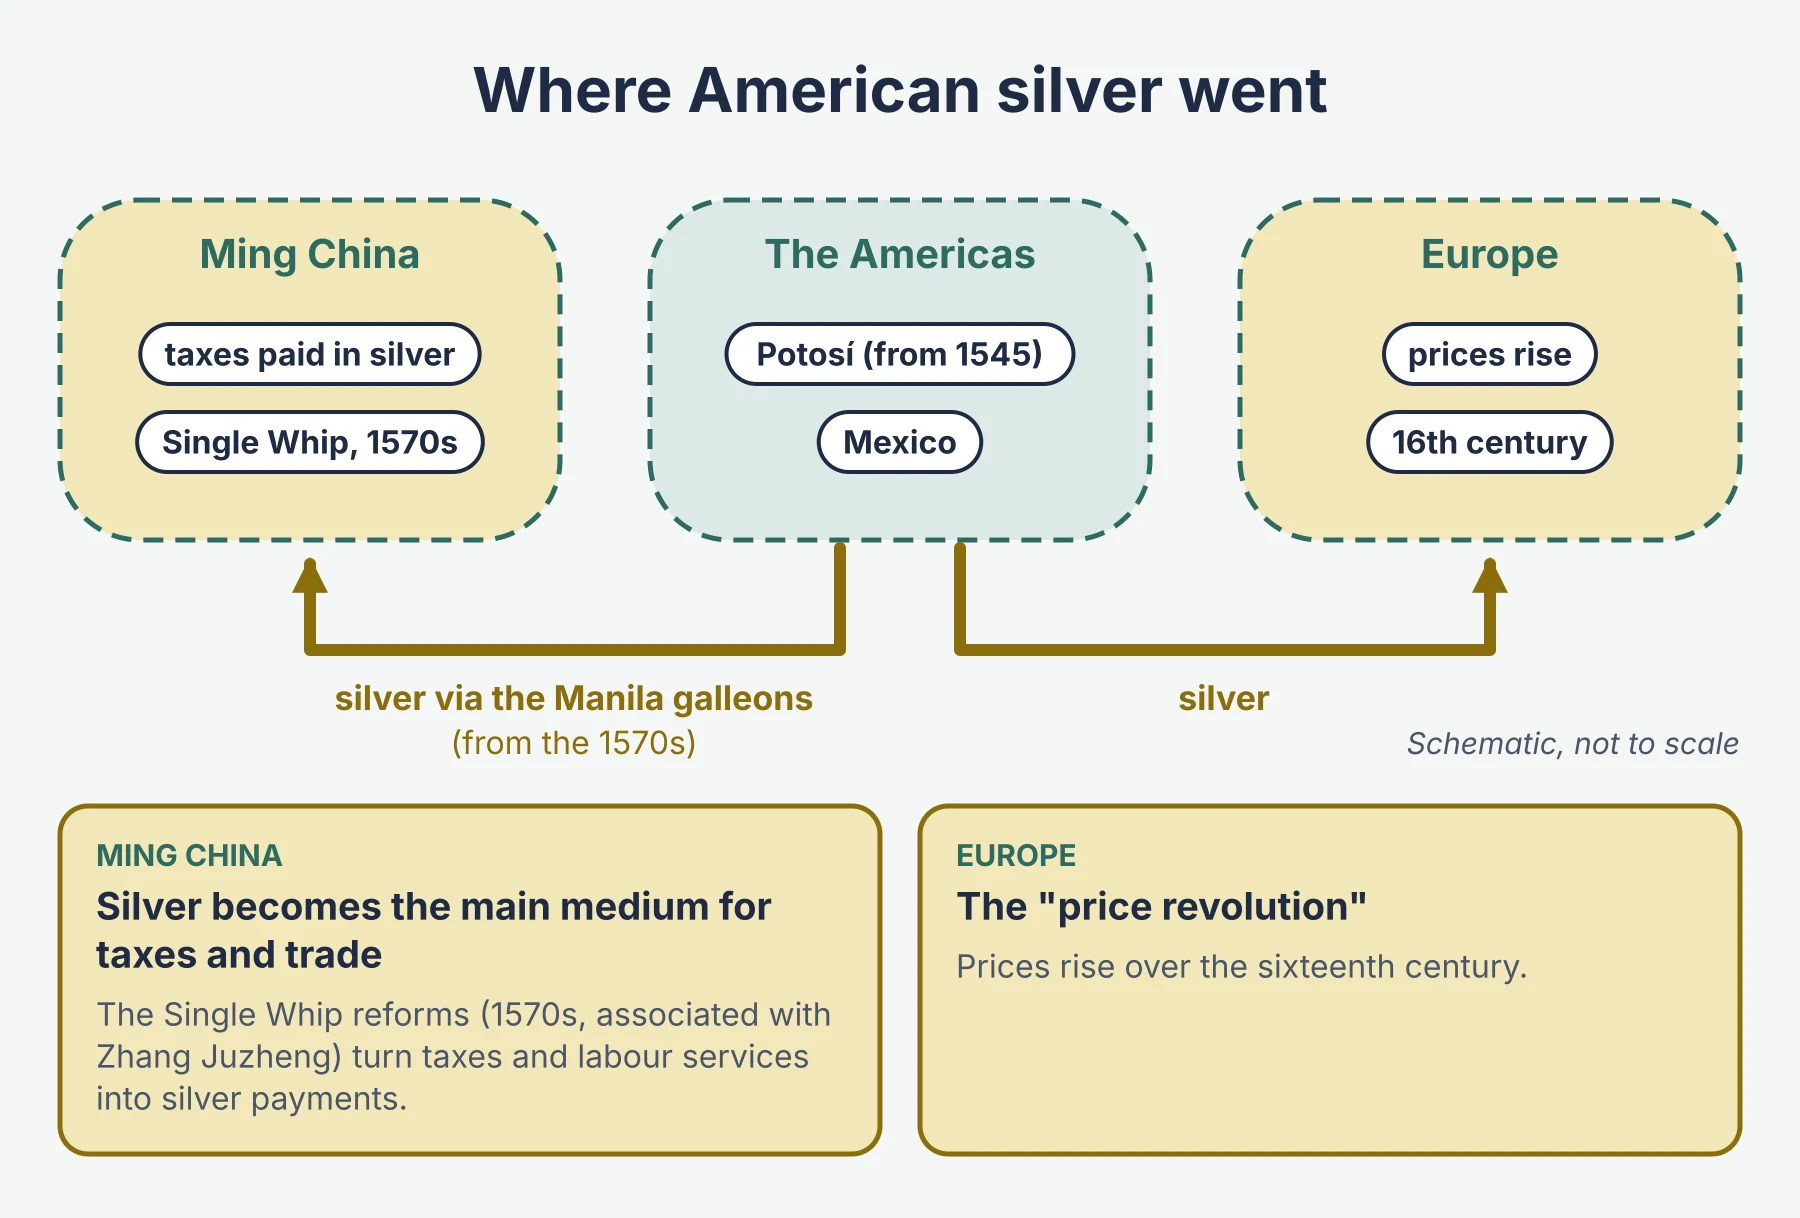 Where American silver went
Ming China
taxes paid in silver
Single Whip, 1570s
The Americas
Potosí (from 1545)
Mexico
Europe
prices rise
16th century
silver via the Manila galleons
(from the 1570s)
silver
Schematic, not to scale
MING CHINA
Silver becomes the main medium for
taxes and trade
The Single Whip reforms (1570s, associated with
Zhang Juzheng) turn taxes and labour services
into silver payments.
EUROPE
The "price revolution"
Prices rise over the sixteenth century.